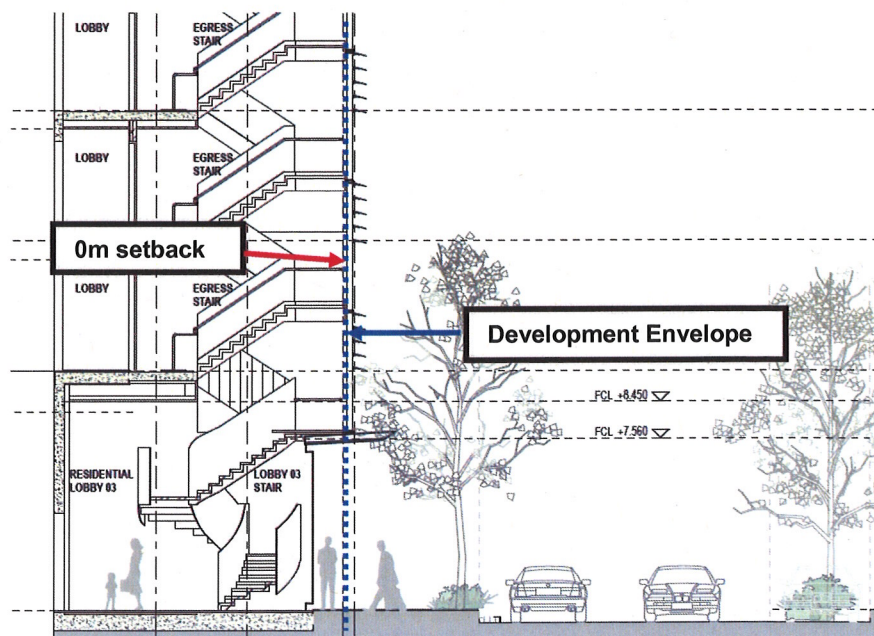 LOBBY
EGRESS
STAIR
LOBBY
EGRESS
STAIR
0m setback
LOBBY
EGRESS
STAIR
Development Envelope
FCL +8.450
FCL +7.560
RESIDENTIAL
LOBBY 03
LOBBY 03
STAIR